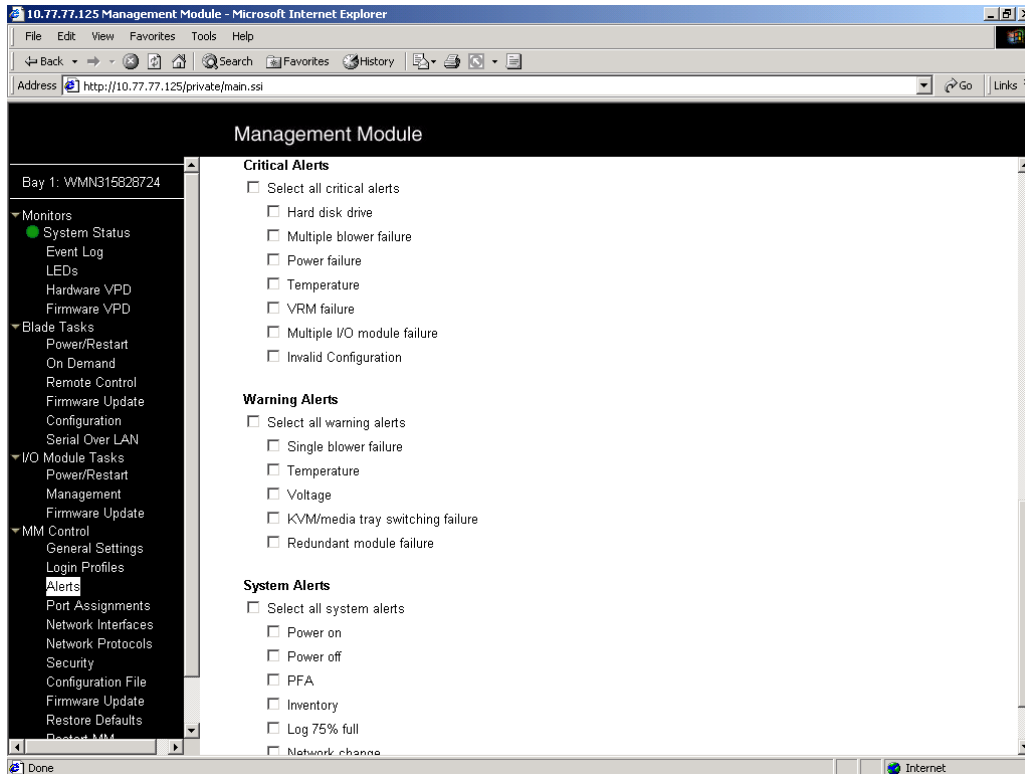 10.77.77.125 Management Module - Microsoft Internet Explorer
File Edit View Favorites Tools Help
Back Search Favorites History
Address http://10.77.77.125/private/main.ssi Go Links
Management Module
Bay 1: WMN315828724
Monitors
System Status
Event Log
LEDs
Hardware VPD
Firmware VPD
Blade Tasks
Power/Restart
On Demand
Remote Control
Firmware Update
Configuration
Serial Over LAN
I/O Module Tasks
Power/Restart
Management
Firmware Update
MM Control
General Settings
Login Profiles
Alerts
Port Assignments
Network Interfaces
Network Protocols
Security
Configuration File
Firmware Update
Restore Defaults
Restart MM
Critical Alerts
Select all critical alerts
Hard disk drive
Multiple blower failure
Power failure
Temperature
VRM failure
Multiple I/O module failure
Invalid Configuration
Warning Alerts
Select all warning alerts
Single blower failure
Temperature
Voltage
KVM/media tray switching failure
Redundant module failure
System Alerts
Select all system alerts
Power on
Power off
PFA
Inventory
Log 75% full
Network change
Done Internet